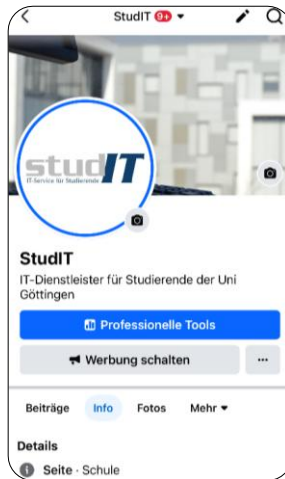 StudIT 9+
studIT
IT-Service für Studierende
StudIT
IT-Dienstleister für Studierende der Uni
Göttingen
Professionelle Tools
Werbung schalten
...
Beiträge Info Fotos Mehr
Details
Seite · Schule